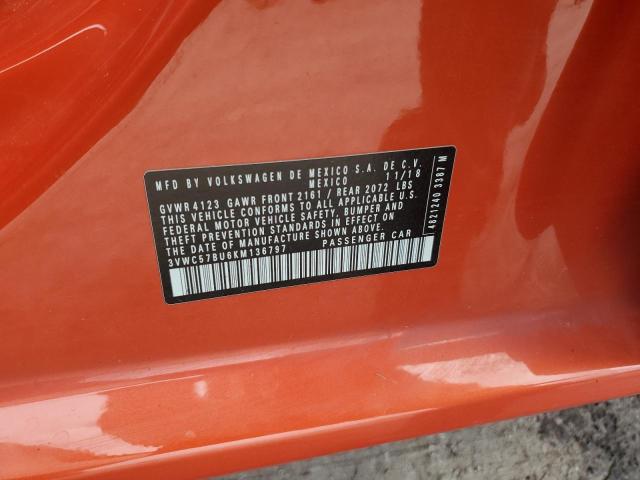 MFD BY VOLKSWAGEN DE MEXICO S.A. DE C.V.
MEXICO 11/18
GVWR 4123 GAWR FRONT 2161 / REAR 2072 LBS
THIS VEHICLE CONFORMS TO ALL APPLICABLE U.S.
FEDERAL MOTOR VEHICLE SAFETY, BUMPER AND
THEFT PREVENTION STANDARDS IN EFFECT ON
THE DATE OF MANUFACTURE SHOWN ABOVE.
3VWC57BU6KM136797 PASSENGER CAR
4821240 3387 M